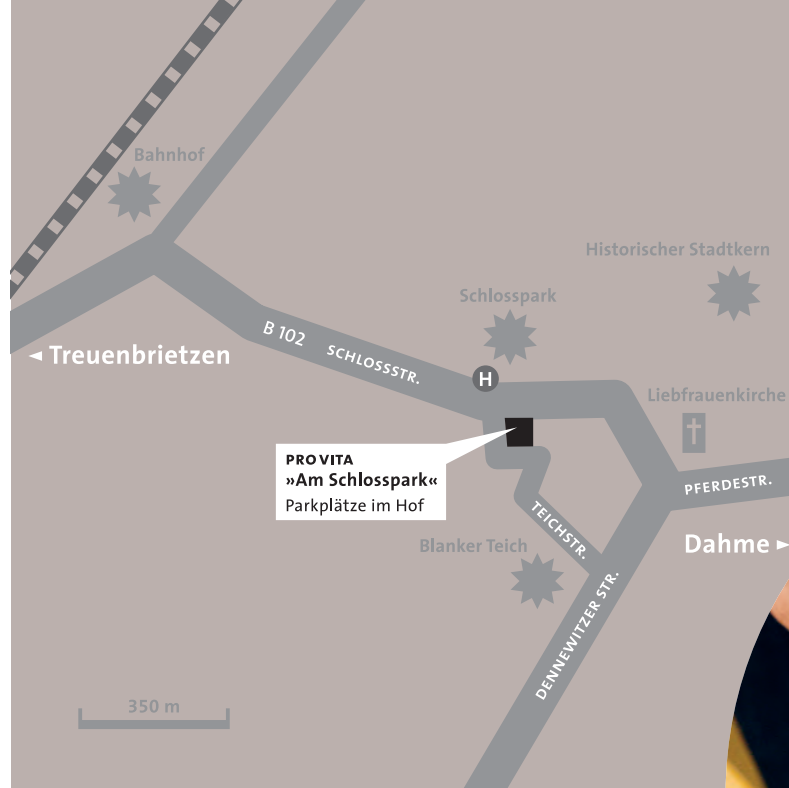 Bahnhof
Historischer Stadtkern
Schlosspark
B 102 SCHLOSSSTR.
◄ Treuenbrietzen
H
Liebfrauenkirche
PRO VITA
»Am Schlosspark«
Parkplätze im Hof
PFERDESTR.
TEICHSTR.
Blanker Teich
Dahme ►
DENNEWITZER STR.
350 m